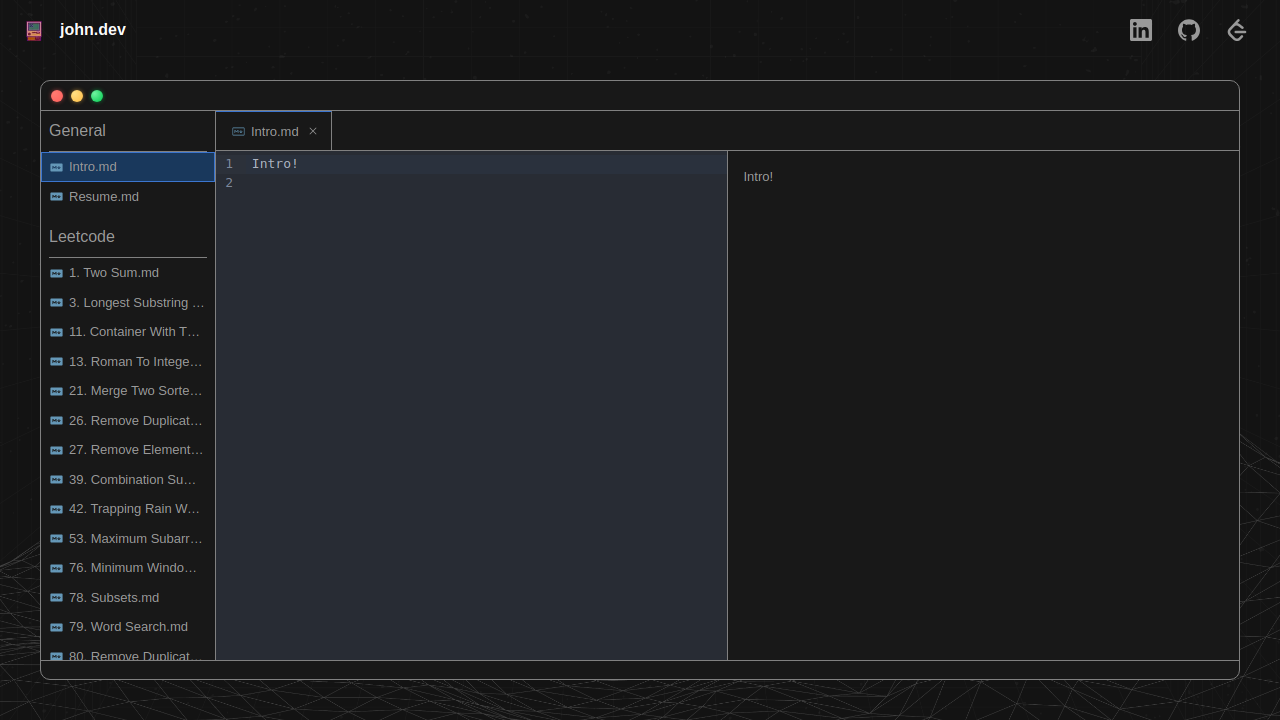 john.dev
General
Intro.md
Resume.md
Leetcode
1. Two Sum.md
3. Longest Substring ...
11. Container With T...
13. Roman To Intege...
21. Merge Two Sorte...
26. Remove Duplicat...
27. Remove Element...
39. Combination Su...
42. Trapping Rain W...
53. Maximum Subarr...
76. Minimum Windo...
78. Subsets.md
79. Word Search.md
80. Remove Duplicat...
Intro.md ×
1 Intro!
2
Intro!